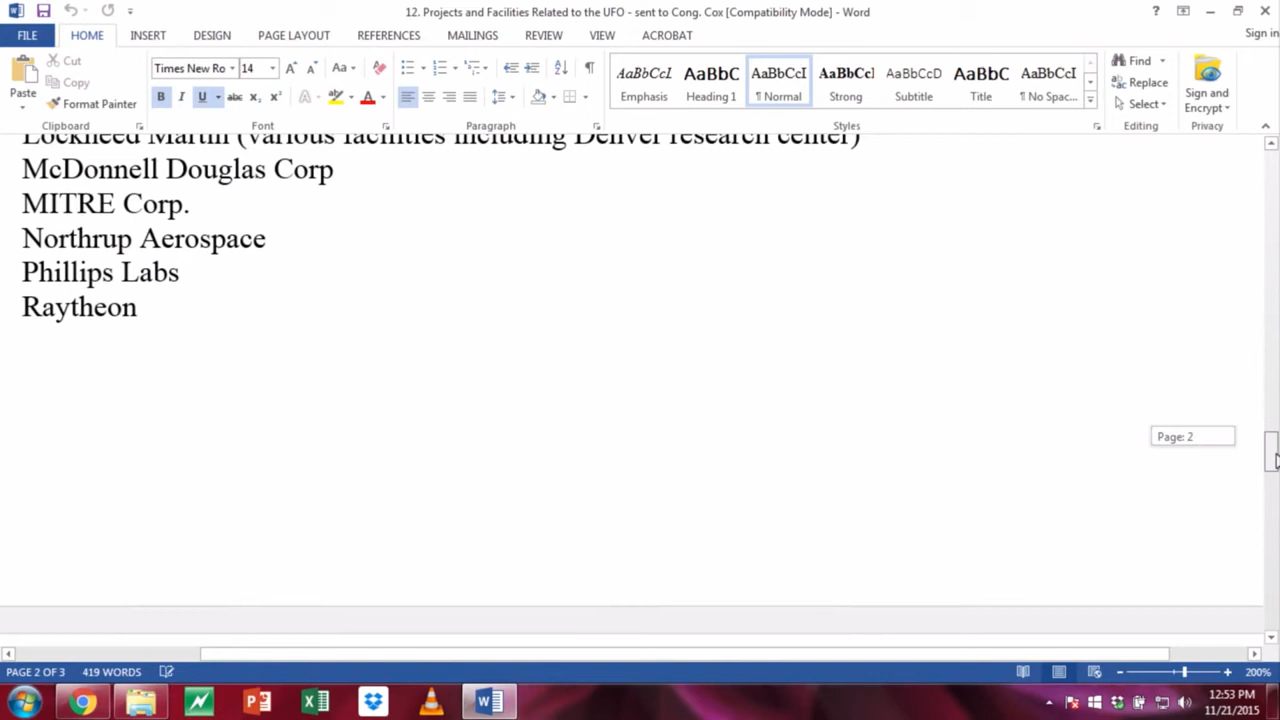 12. Projects and Facilities Related to the UFO - sent to Cong. Cox [Compatibility Mode] - Word
FILE HOME INSERT DESIGN PAGE LAYOUT REFERENCES MAILINGS REVIEW VIEW ACROBAT Sign in
Paste
Cut
Copy
Format Painter
Times New Ro 14
AaBbCcI AaBbC AaBbCcI AaBbCcl AaBbCcD AaBbC AaBbCcI
Emphasis Heading 1 ¶ Normal Strong Subtitle Title ¶ No Spac...
Find
Replace
Select
Sign and
Encrypt
Clipboard Font Paragraph Styles Editing Privacy
Lockheed Martin (various facilities including Denver research center)
McDonnell Douglas Corp
MITRE Corp.
Northrup Aerospace
Phillips Labs
Raytheon
Page: 2
PAGE 2 OF 3 419 WORDS 200%
12:53 PM
11/21/2015